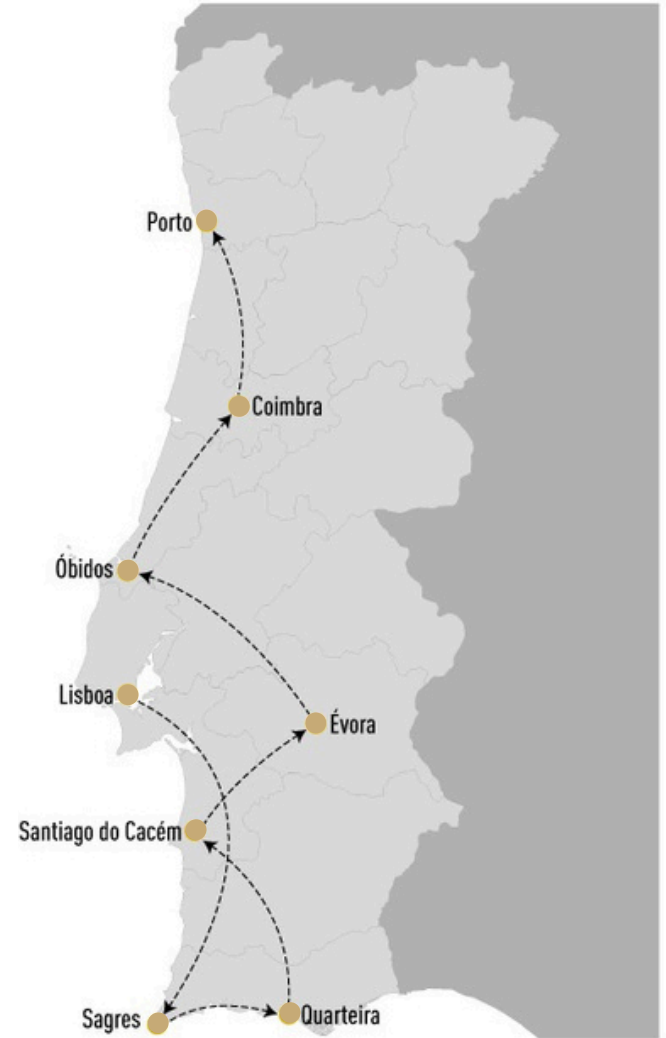 Porto
Coimbra
Óbidos
Lisboa
Évora
Santiago do Cacém
Sagres
Quarteira